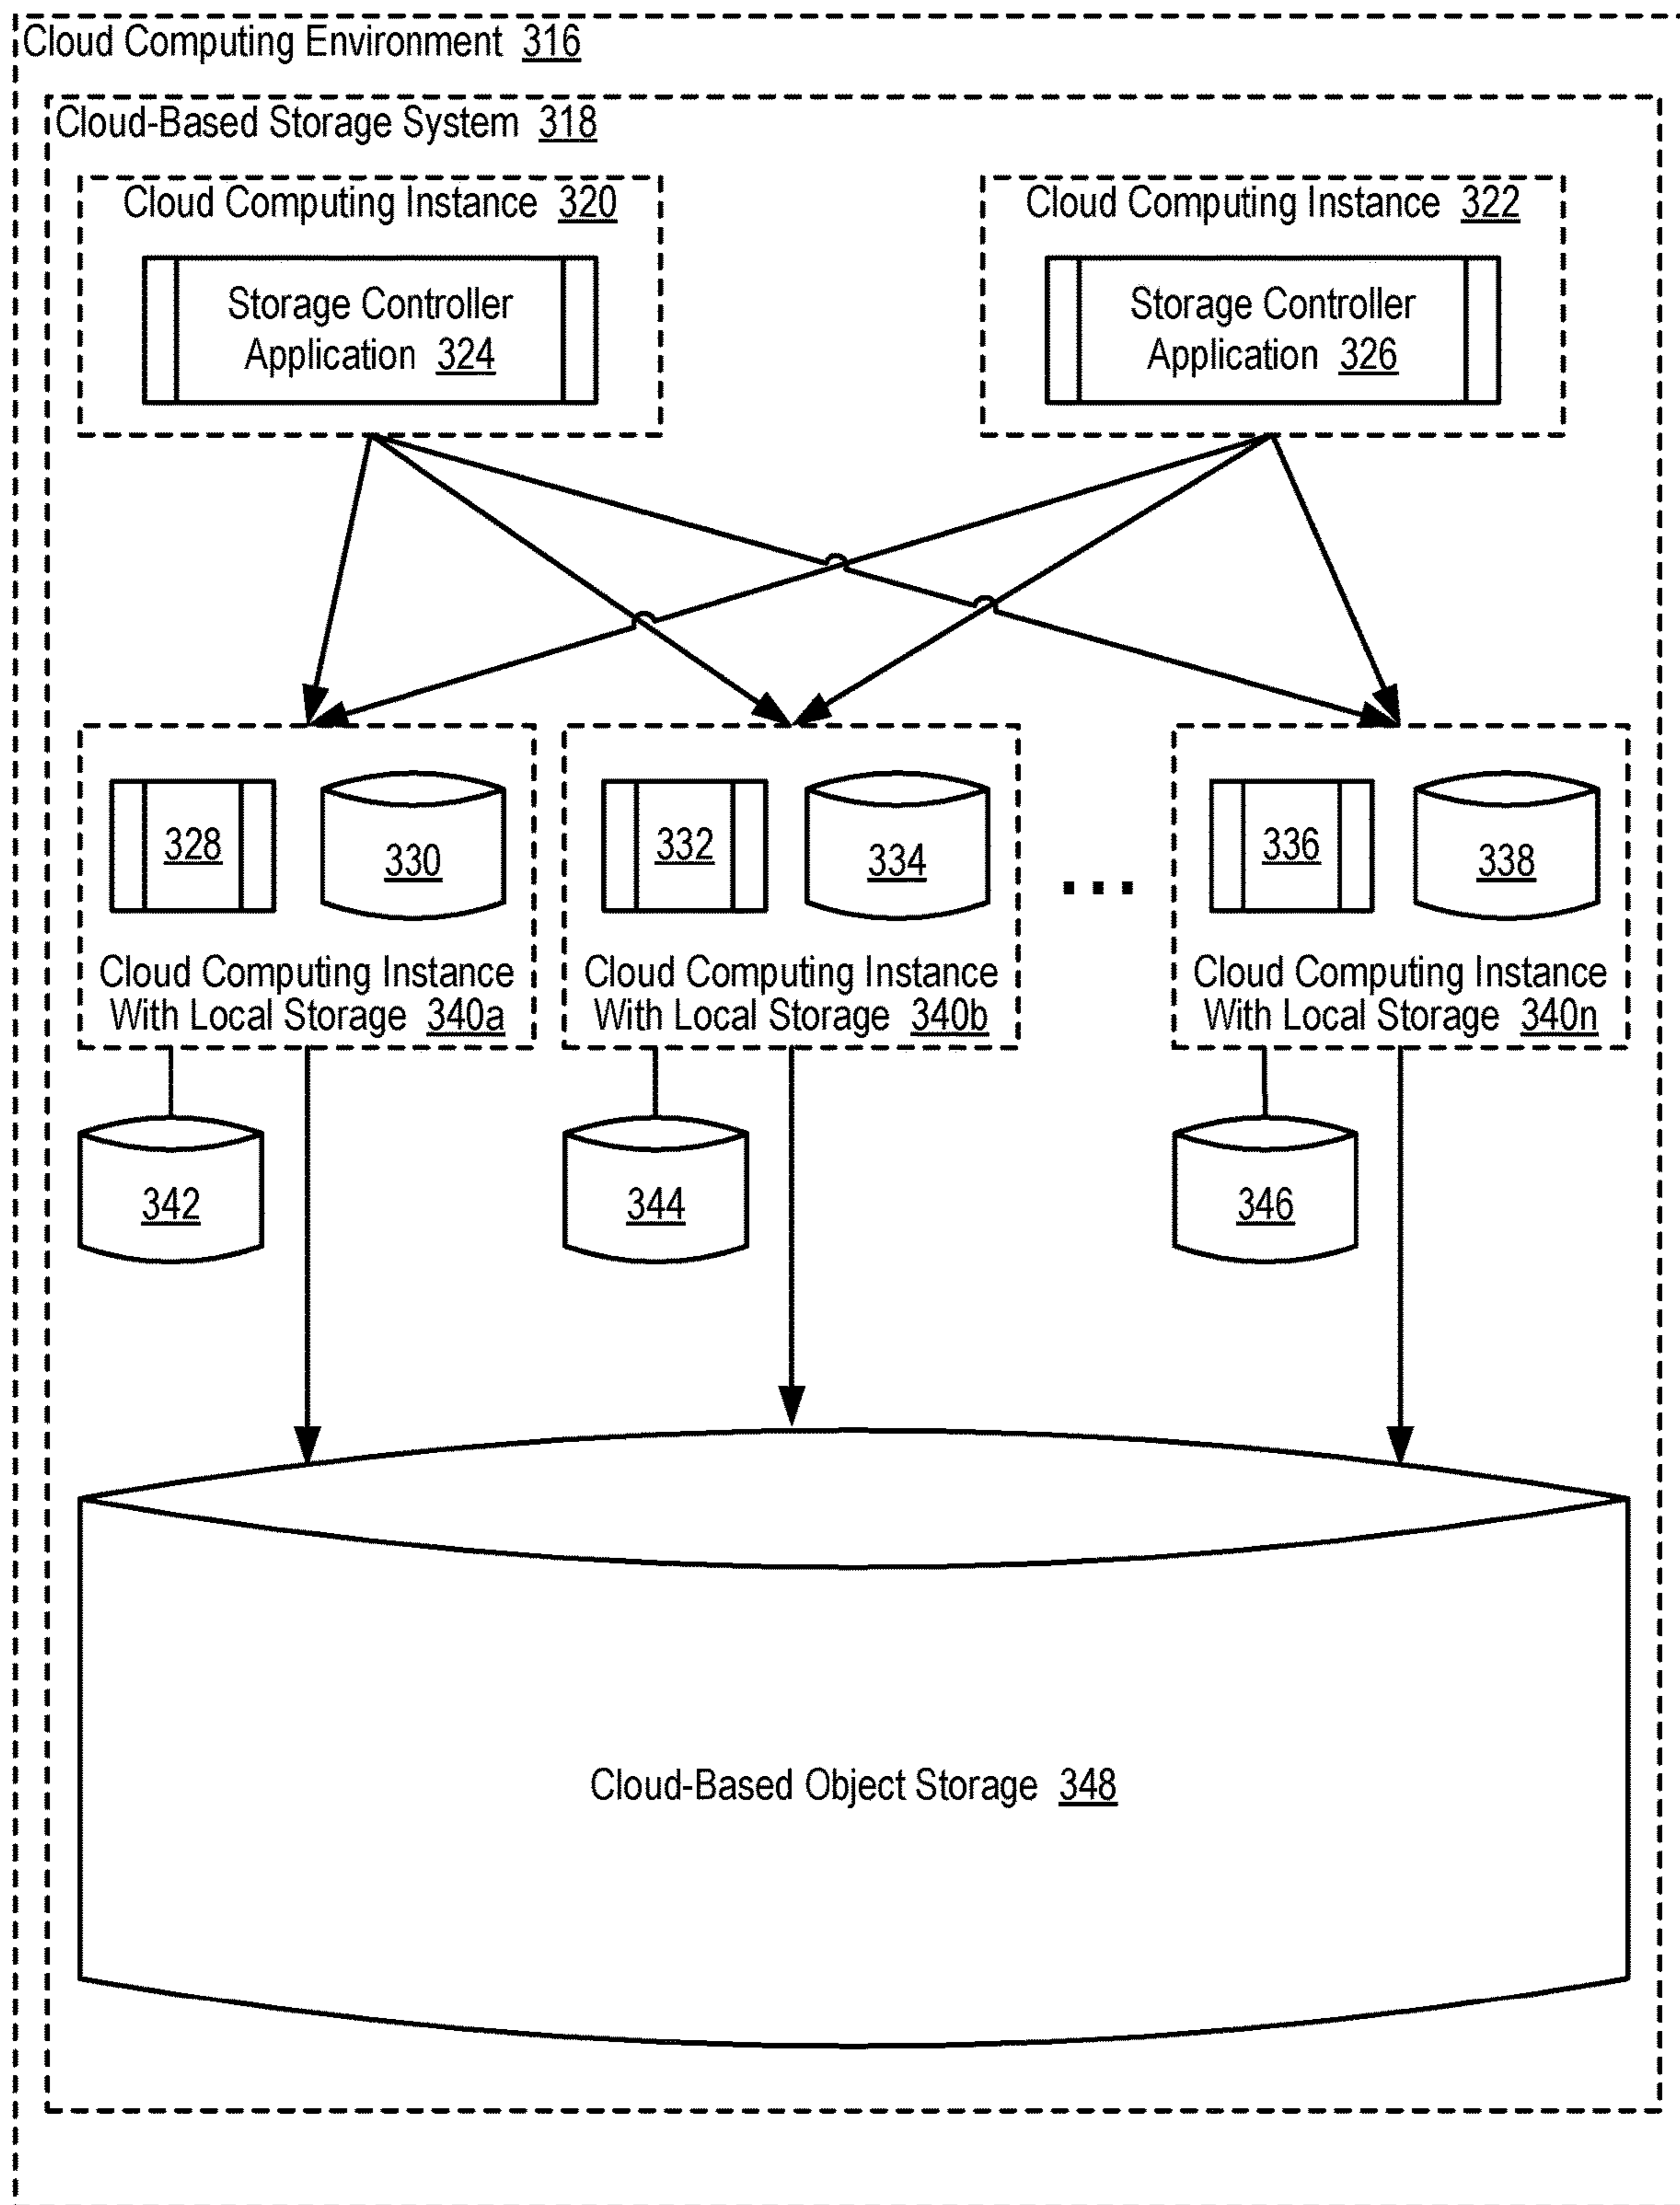 Cloud Computing Environment 316
Cloud-Based Storage System 318
Cloud Computing Instance 320
Storage Controller
Application 324
Cloud Computing Instance 322
Storage Controller
Application 326
328
330
Cloud Computing Instance
With Local Storage 340a
332
334
Cloud Computing Instance
With Local Storage 340b
...
336
338
Cloud Computing Instance
With Local Storage 340n
342
344
346
Cloud-Based Object Storage 348